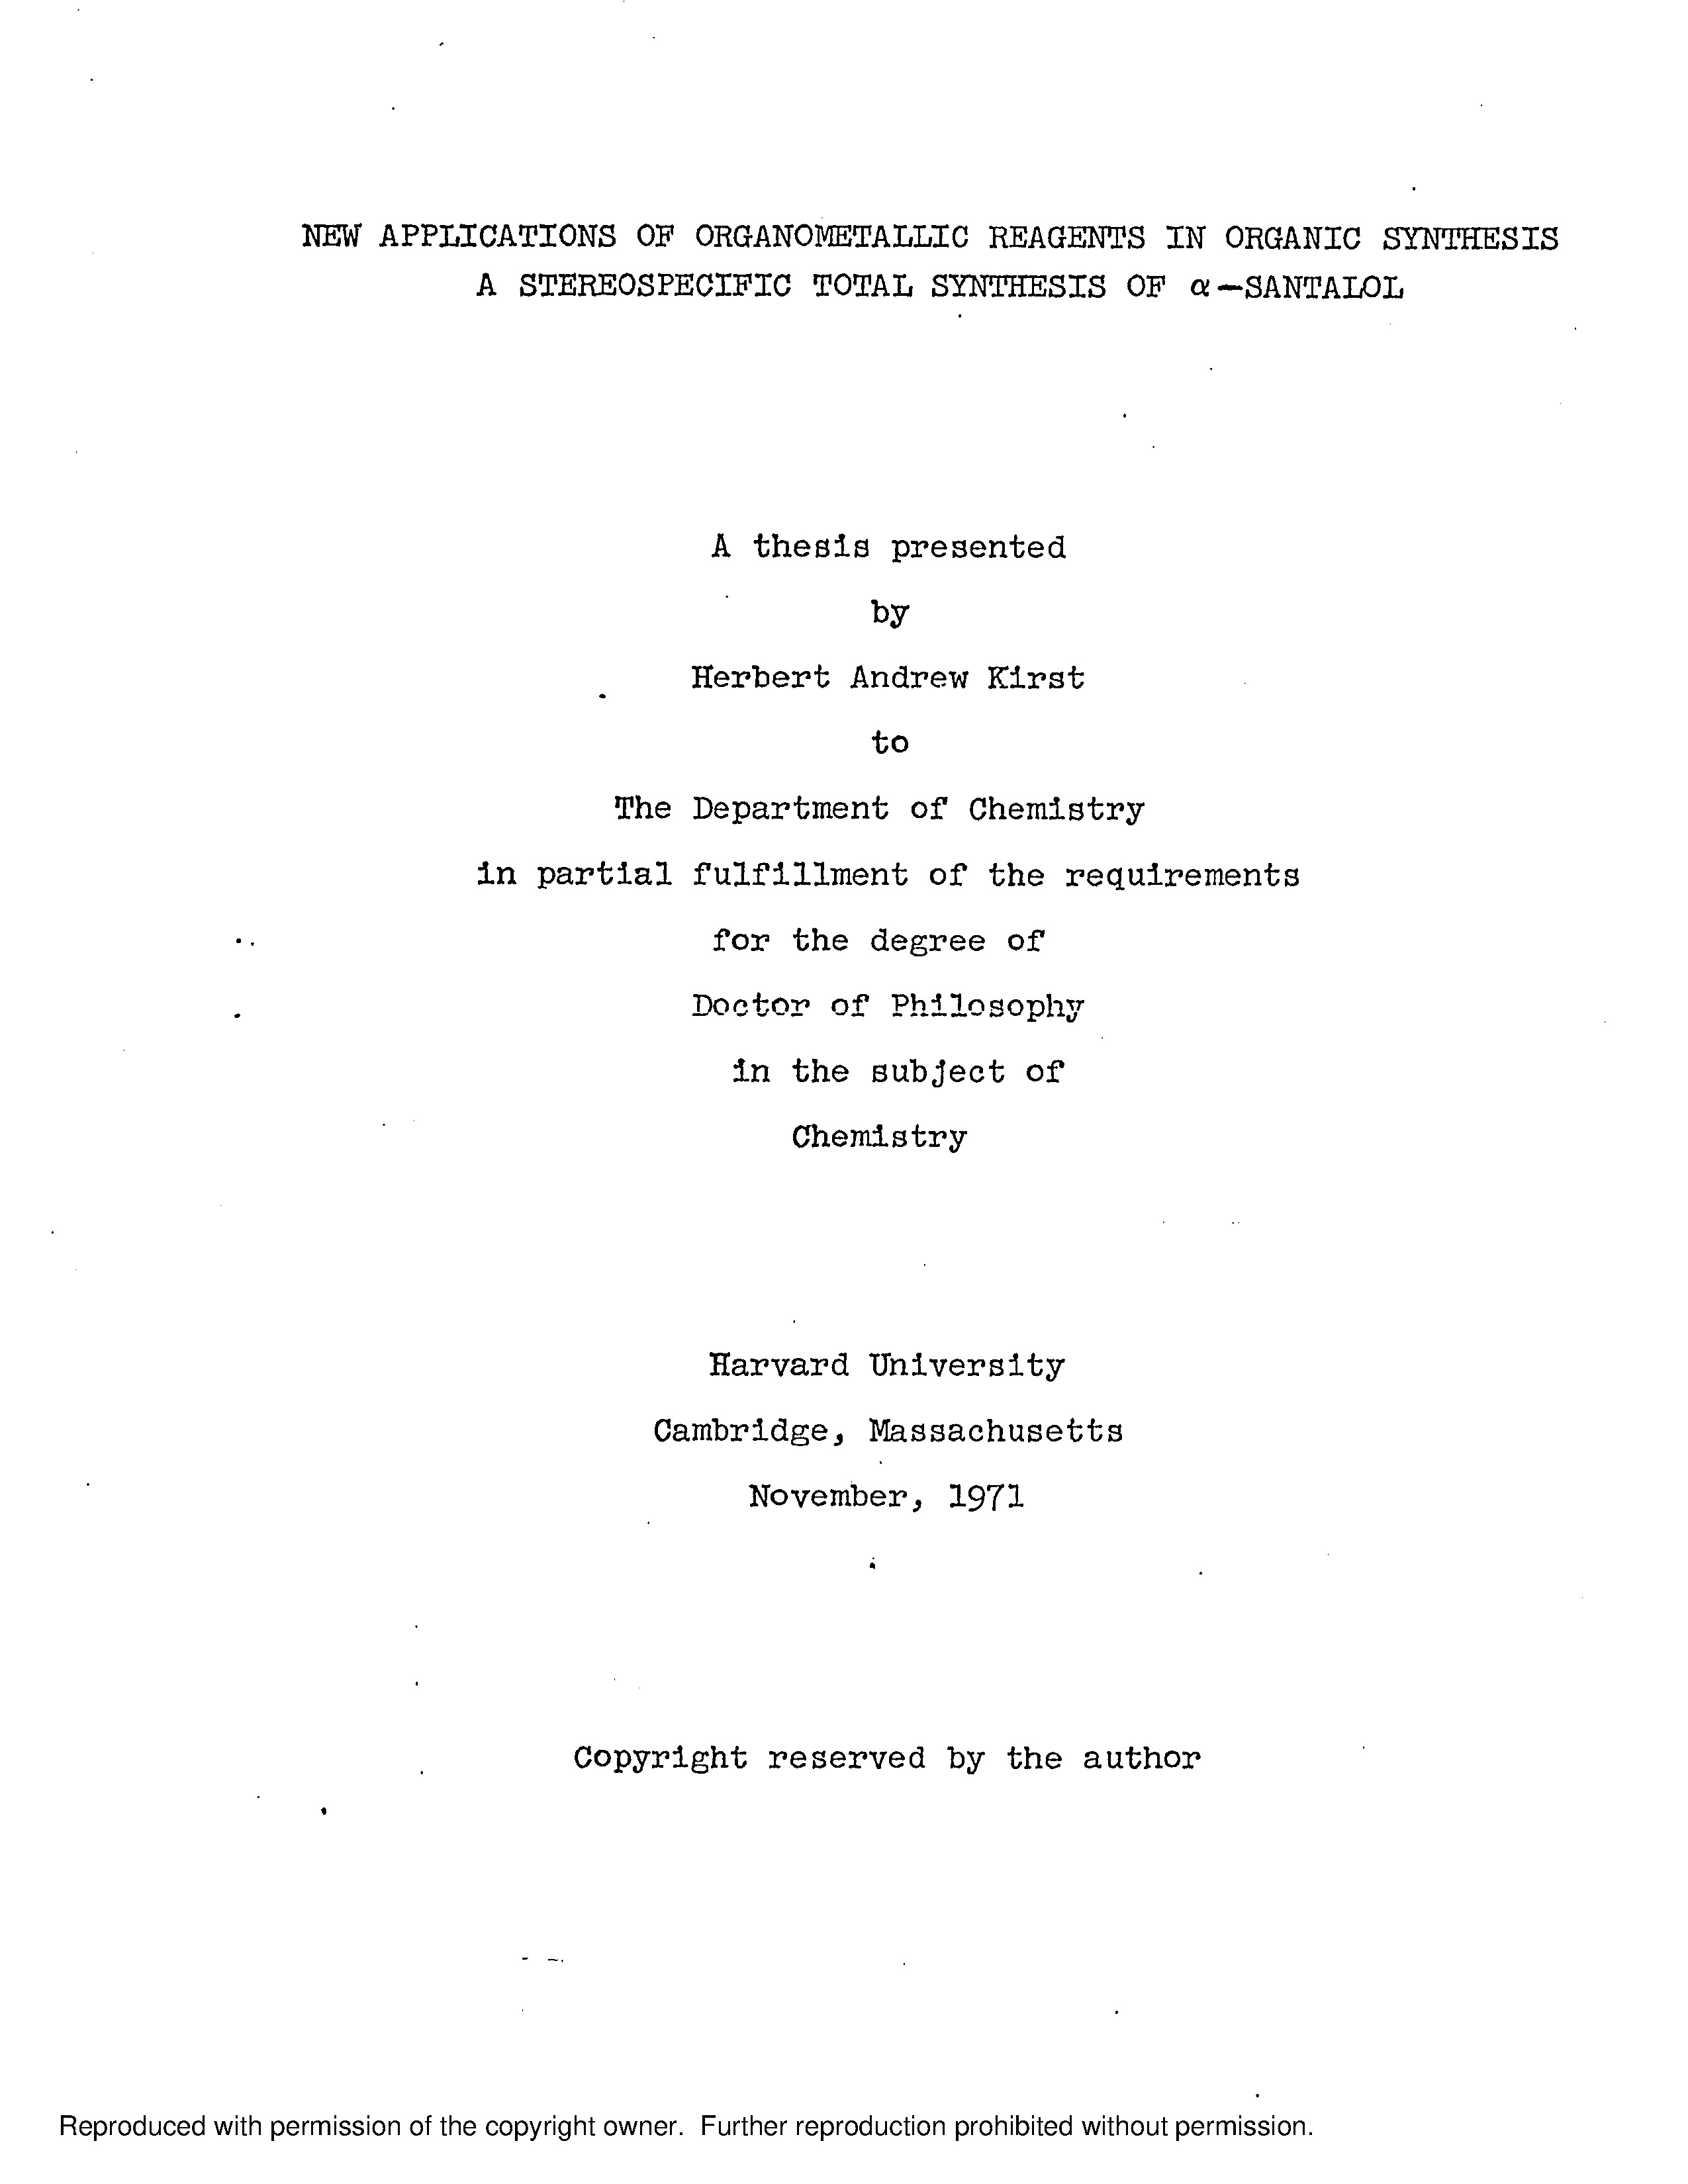 NEW APPLICATIONS OF ORGANOMETALLIC REAGENTS IN ORGANIC SYNTHESIS
A STEREOSPECIFIC TOTAL SYNTHESIS OF α-SANTALOL
A thesis presented
by
Herbert Andrew Kirst
to
The Department of Chemistry
in partial fulfillment of the requirements
for the degree of
Doctor of Philosophy
in the subject of
Chemistry
Harvard University
Cambridge, Massachusetts
November, 1971
Copyright reserved by the author
Reproduced with permission of the copyright owner. Further reproduction prohibited without permission.